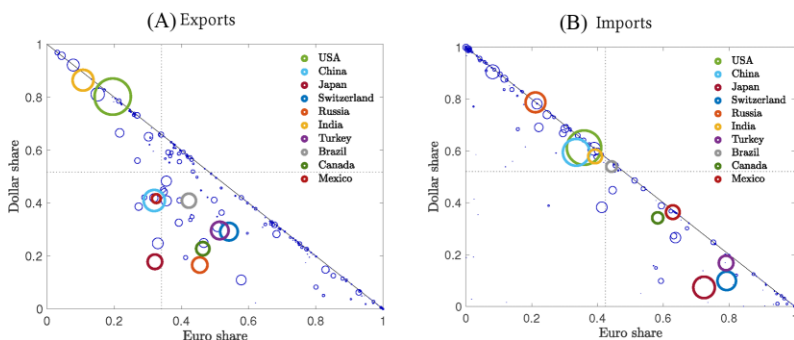 (A) Exports
1
0.8
0.6
0.4
0.2
0
0
0.2
0.4
0.6
0.8
1
Dollar share
Euro share
USA
China
Japan
Switzerland
Russia
India
Turkey
Brazil
Canada
Mexico
(B) Imports
1
0.8
0.6
0.4
0.2
0
0
0.2
0.4
0.6
0.8
Dollar share
Euro share
USA
China
Japan
Switzerland
Russia
India
Turkey
Brazil
Canada
Mexico